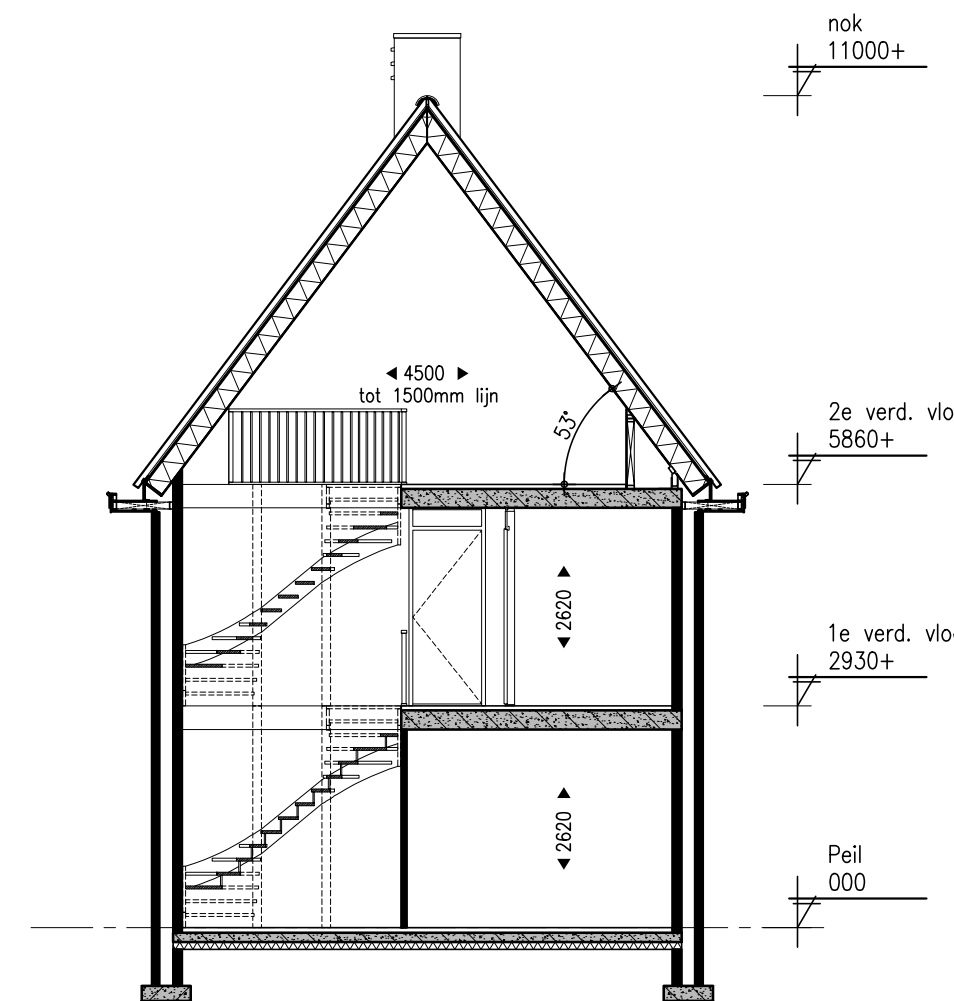 nok
11000+
4500
tot 1500mm lijn
53°
2e verd. vlo
5860+
2620
1e verd. vlo
2930+
2620
Peil
000